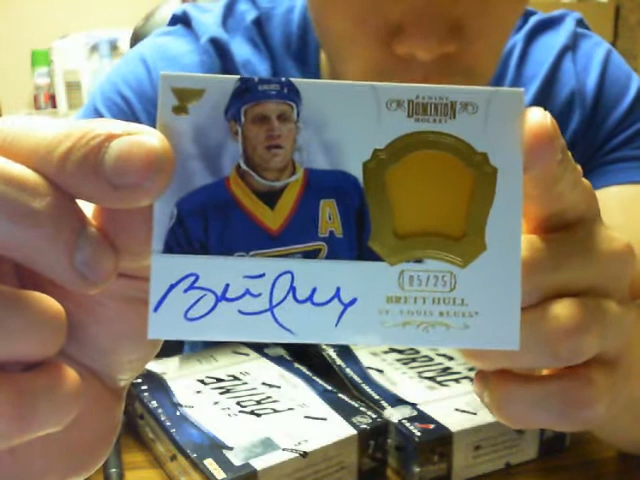 PANINI
DOMINION
HOCKEY
A
05/25
BRETT HULL
ST. LOUIS BLUES
PRIME
PRIME